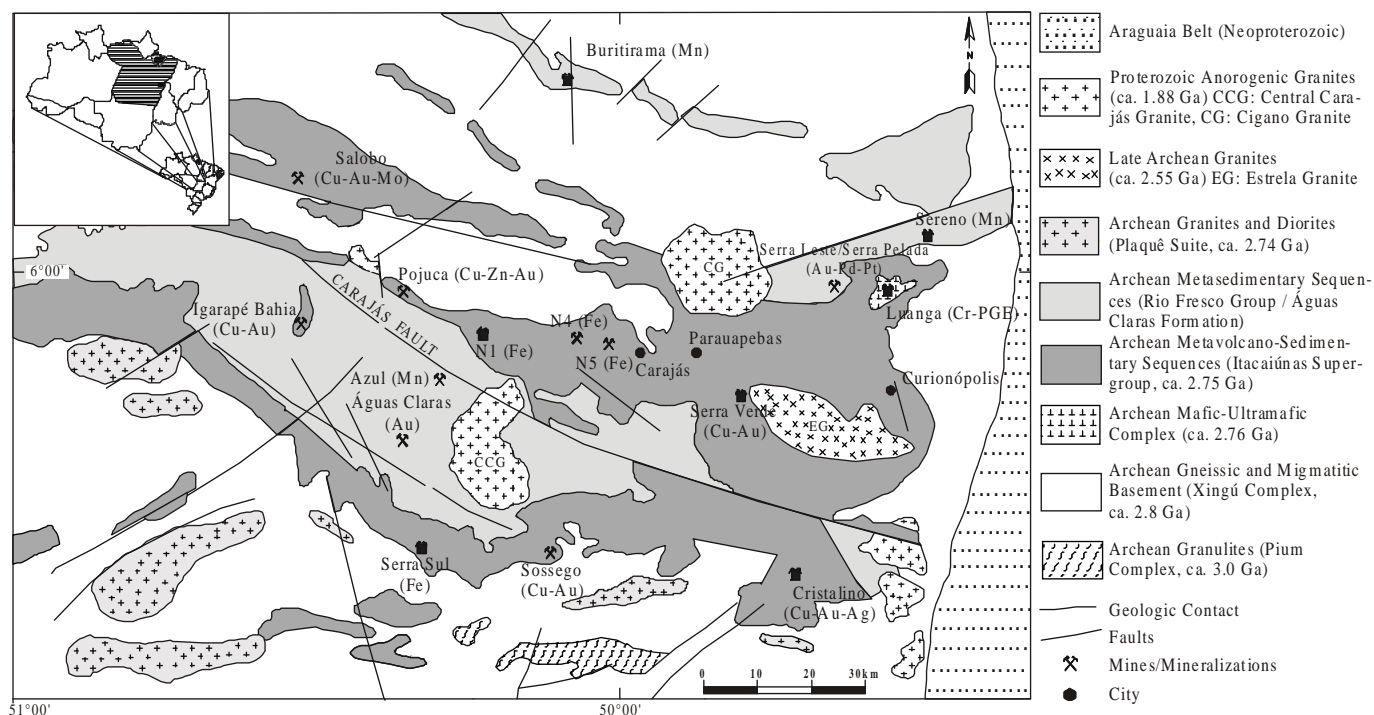 Buritirama (Mn)
N
Salobo
(Cu-Au-Mo)
Sereno (Mn)
Serra Leste/Serra Pelada
(Au-Pd-Pt)
CG
6°00'
Pojuca (Cu-Zn-Au)
CARAJÁS FAULT
Igarapé Bahia
(Cu-Au)
Luanga (Cr-PGE)
N4 (Fe)
N1 (Fe)
N5 (Fe)
Carajás
Parauapebas
Azul (Mn)
Águas Claras
(Au)
Curionópolis
Serra Verde
(Cu-Au)
EG
CCG
Serra Sul
(Fe)
Sossego
(Cu-Au)
Cristalino
(Cu-Au-Ag)
0 10 20 30km
51°00'
50°00'
Araguaia Belt (Neoproterozoic)
Proterozoic Anorogenic Granites
(ca. 1.88 Ga) CCG: Central Cara-
jás Granite, CG: Cigano Granite
Late Archean Granites
(ca. 2.55 Ga) EG: Estrela Granite
Archean Granites and Diorites
(Plaquê Suite, ca. 2.74 Ga)
Archean Metasedimentary Sequen-
ces (Rio Fresco Group / Águas
Claras Formation)
Archean Metavolcano-Sedimen-
tary Sequences (Itacaiúnas Super-
group, ca. 2.75 Ga)
Archean Mafic-Ultramafic
Complex (ca. 2.76 Ga)
Archean Gneissic and Migmatitic
Basement (Xingú Complex,
ca. 2.8 Ga)
Archean Granulites (Pium
Complex, ca. 3.0 Ga)
Geologic Contact
Faults
Mines/Mineralizations
City